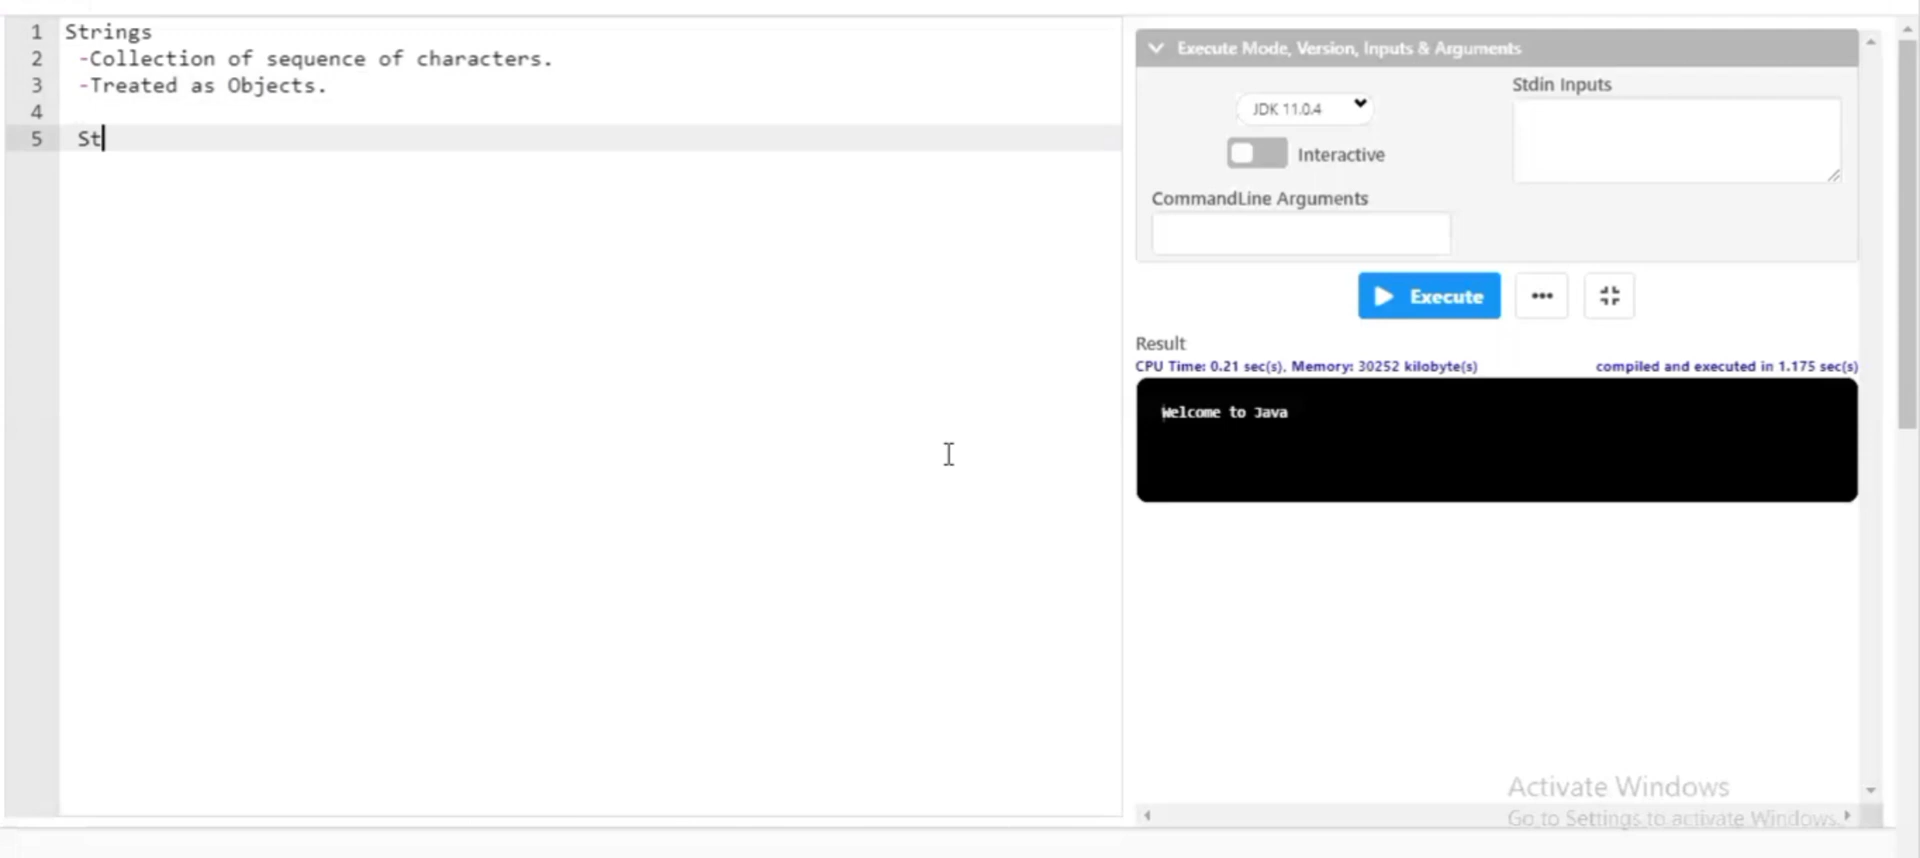 1 Strings
2 -Collection of sequence of characters.
3 -Treated as Objects.
4
5 St
Execute Mode, Version, Inputs & Arguments
JDK 11.0.4
Stdin Inputs
Interactive
CommandLine Arguments
Execute
•••
Result
CPU Time: 0.21 sec(s), Memory: 30252 kilobyte(s)
compiled and executed in 1.175 sec(s)
Welcome to Java
Activate Windows
Go to Settings to activate Windows.